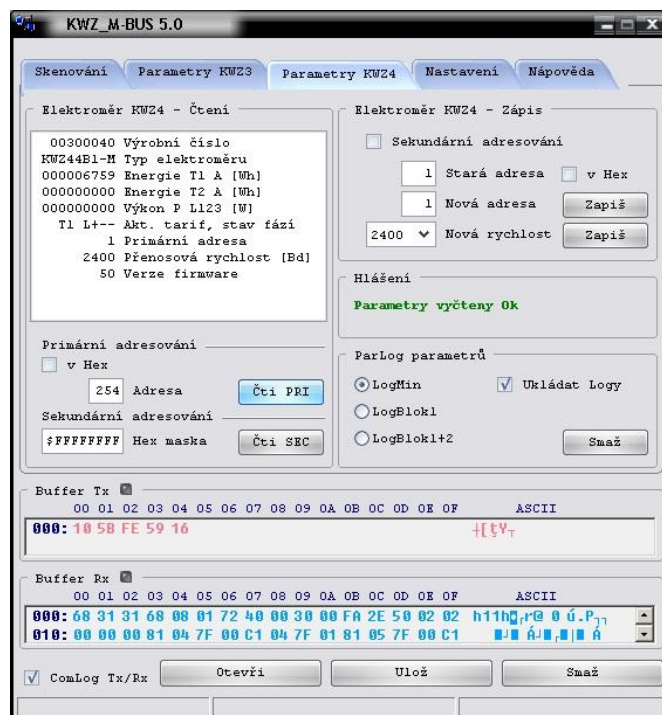 KWZ_M-BUS 5.0
Skenování Parametry KWZ3 Parametry KWZ4 Nastavení Nápověda
Elektroměr KWZ4 - Čtení
00300040 Výrobní číslo
KWZ44B1-M Typ elektroměru
000006759 Energie T1 A [Wh]
000000000 Energie T2 A [Wh]
000000000 Výkon P L123 [W]
T1 L+-- Akt. tarif, stav fází
1 Primární adresa
2400 Přenosová rychlost [Bd]
50 Verze firmware
Primární adresování
v Hex
254 Adresa Čti PRI
Sekundární adresování
$FFFFFFFF Hex maska Čti SEC
Elektroměr KWZ4 - Zápis
Sekundární adresování
1 Stará adresa v Hex
1 Nová adresa Zapiš
2400 Nová rychlost Zapiš
Hlášení
Parametry vyčteny Ok
ParLog parametrů
LogMin Ukládat Logy
LogBlok1
LogBlok1+2 Smaž
Buffer Tx
00 01 02 03 04 05 06 07 08 09 0A 0B 0C 0D 0E 0F ASCII
000: 10 5B FE 59 16
Buffer Rx
00 01 02 03 04 05 06 07 08 09 0A 0B 0C 0D 0E 0F ASCII
000: 68 31 31 68 08 01 72 40 00 30 00 FA 2E 50 02 02
010: 00 00 00 81 04 7F 00 C1 04 7F 01 81 05 7F 00 C1
ComLog Tx/Rx Otevři Ulož Smaž